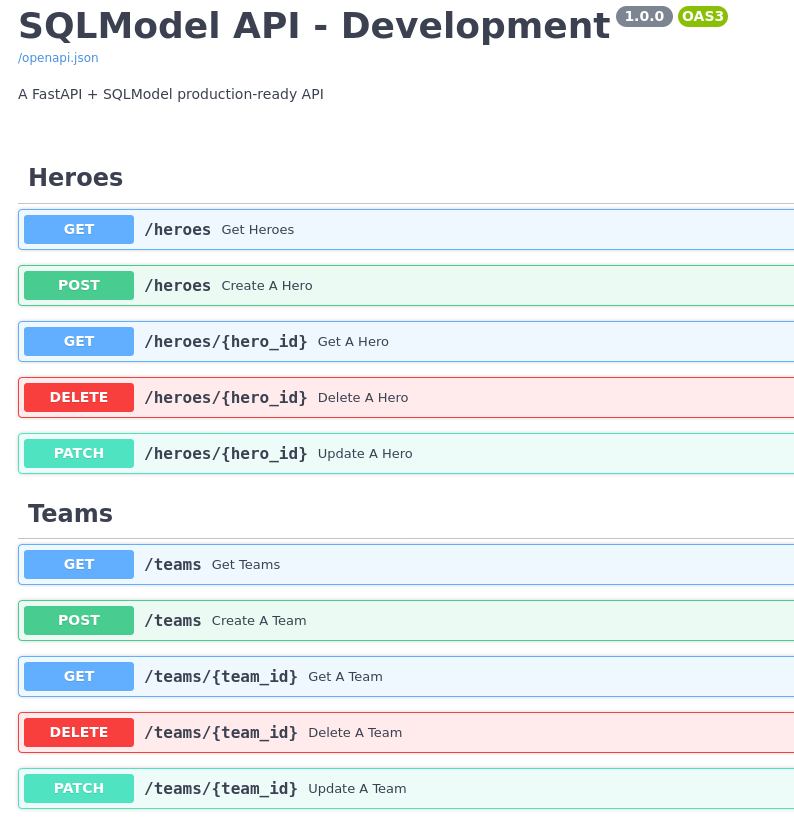 SQLModel API - Development 1.0.0 OAS3
/openapi.json
A FastAPI + SQLModel production-ready API
Heroes
GET /heroes Get Heroes
POST /heroes Create A Hero
GET /heroes/{hero_id} Get A Hero
DELETE /heroes/{hero_id} Delete A Hero
PATCH /heroes/{hero_id} Update A Hero
Teams
GET /teams Get Teams
POST /teams Create A Team
GET /teams/{team_id} Get A Team
DELETE /teams/{team_id} Delete A Team
PATCH /teams/{team_id} Update A Team